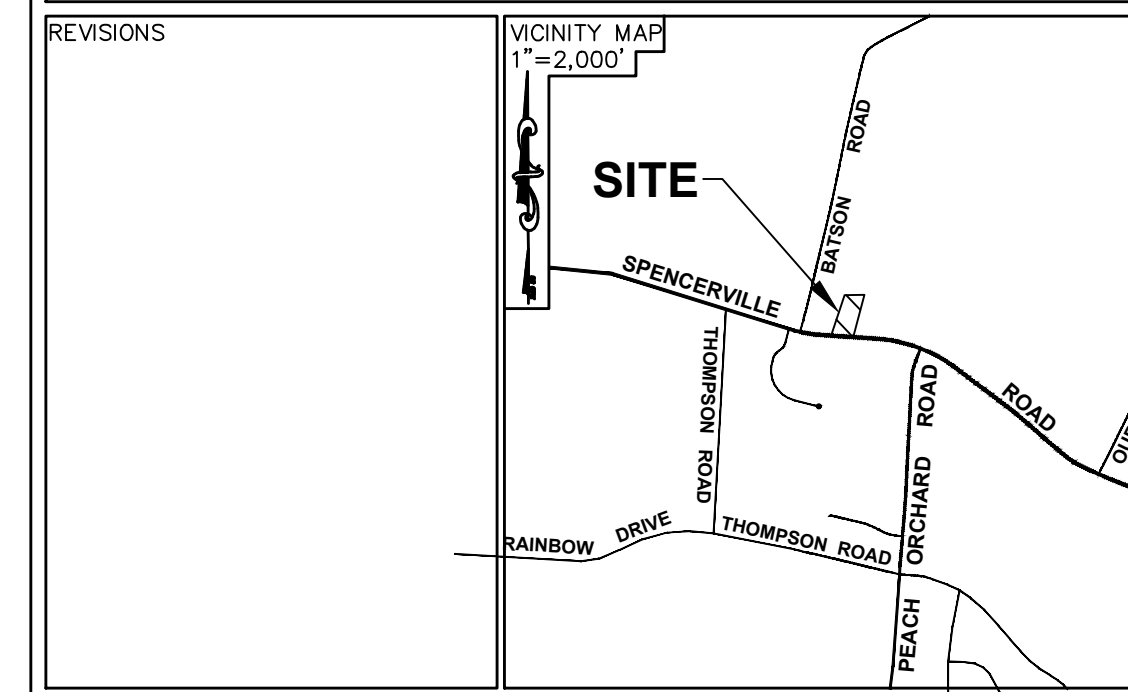 REVISIONS
VICINITY MAP
1"=2,000'
BATSON ROAD
SITE
SPENCERVILLE ROAD
THOMPSON ROAD
PEACH ORCHARD ROAD
RAINBOW DRIVE
THOMPSON ROAD